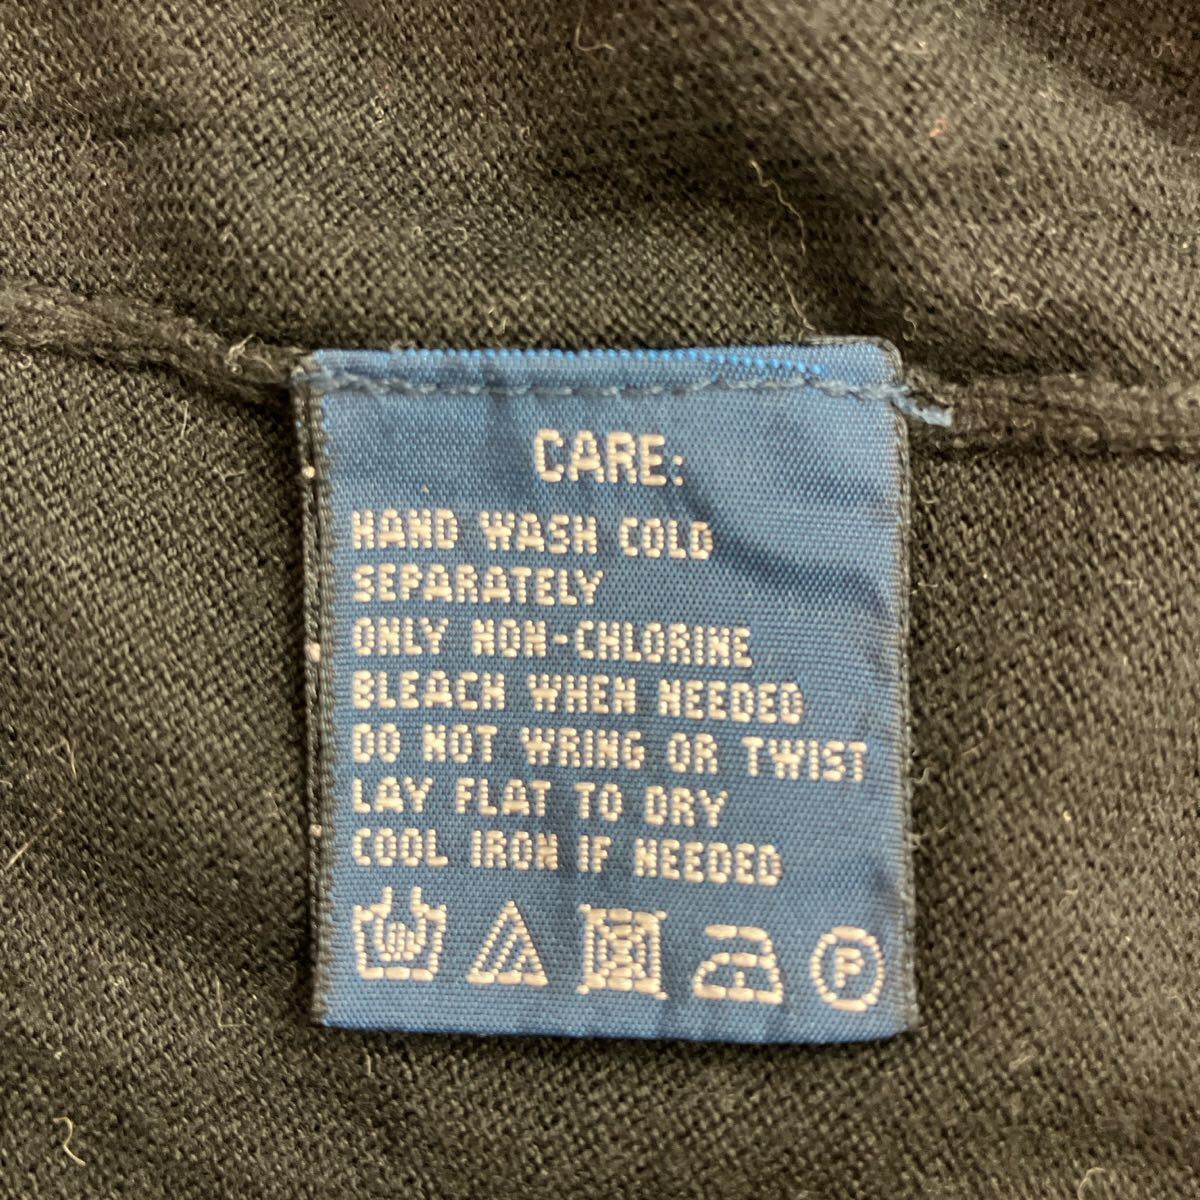 CARE:
HAND WASH COLD
SEPARATELY
ONLY NON-CHLORINE
BLEACH WHEN NEEDED
DO NOT WRING OR TWIST
LAY FLAT TO DRY
COOL IRON IF NEEDED
P